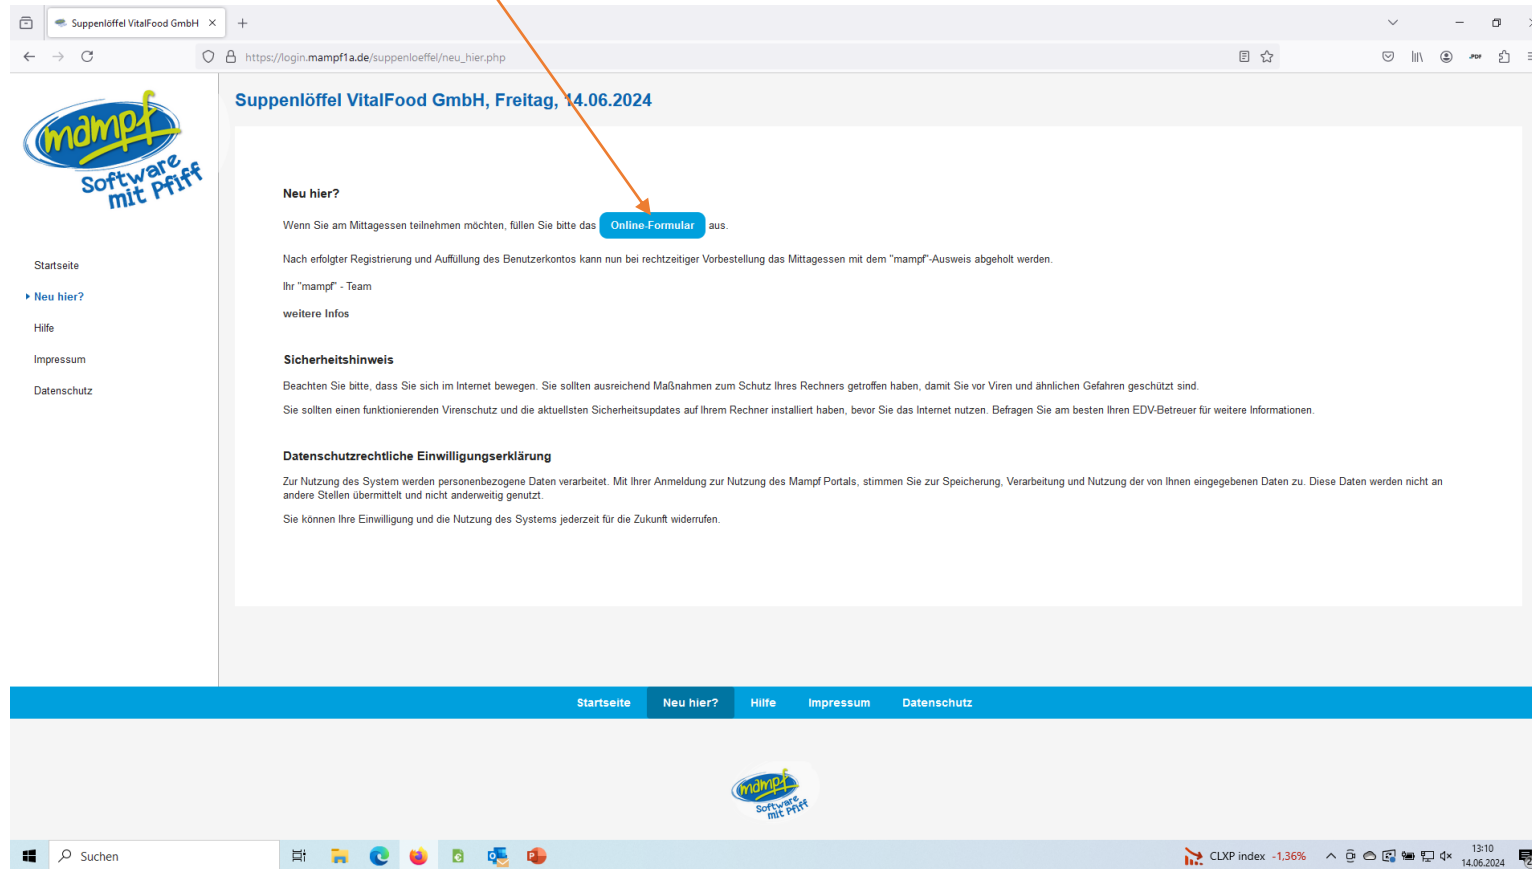 Suppenlöffel VitalFood GmbH
https://login.mampf1a.de/suppenloeffel/neu_hier.php
.PDF
mampf
Software
mit Pfiff
Startseite
Neu hier?
Hilfe
Impressum
Datenschutz
Suppenlöffel VitalFood GmbH, Freitag, 14.06.2024
Neu hier?
Wenn Sie am Mittagessen teilnehmen möchten, füllen Sie bitte das Online-Formular aus.
Nach erfolgter Registrierung und Auffüllung des Benutzerkontos kann nun bei rechtzeitiger Vorbestellung das Mittagessen mit dem "mampf"-Ausweis abgeholt werden.
Ihr "mampf" - Team
weitere Infos
Sicherheitshinweis
Beachten Sie bitte, dass Sie sich im Internet bewegen. Sie sollten ausreichend Maßnahmen zum Schutz Ihres Rechners getroffen haben, damit Sie vor Viren und ähnlichen Gefahren geschützt sind.
Sie sollten einen funktionierenden Virenschutz und die aktuellsten Sicherheitsupdates auf Ihrem Rechner installiert haben, bevor Sie das Internet nutzen. Befragen Sie am besten Ihren EDV-Betreuer für weitere Informationen.
Datenschutzrechtliche Einwilligungserklärung
Zur Nutzung des System werden personenbezogene Daten verarbeitet. Mit Ihrer Anmeldung zur Nutzung des Mampf Portals, stimmen Sie zur Speicherung, Verarbeitung und Nutzung der von Ihnen eingegebenen Daten zu. Diese Daten werden nicht an
andere Stellen übermittelt und nicht anderweitig genutzt.
Sie können Ihre Einwilligung und die Nutzung des Systems jederzeit für die Zukunft widerrufen.
Startseite Neu hier? Hilfe Impressum Datenschutz
mampf
Software
mit Pfiff
Suchen
CLXP index -1,36%
13:10
14.06.2024
2